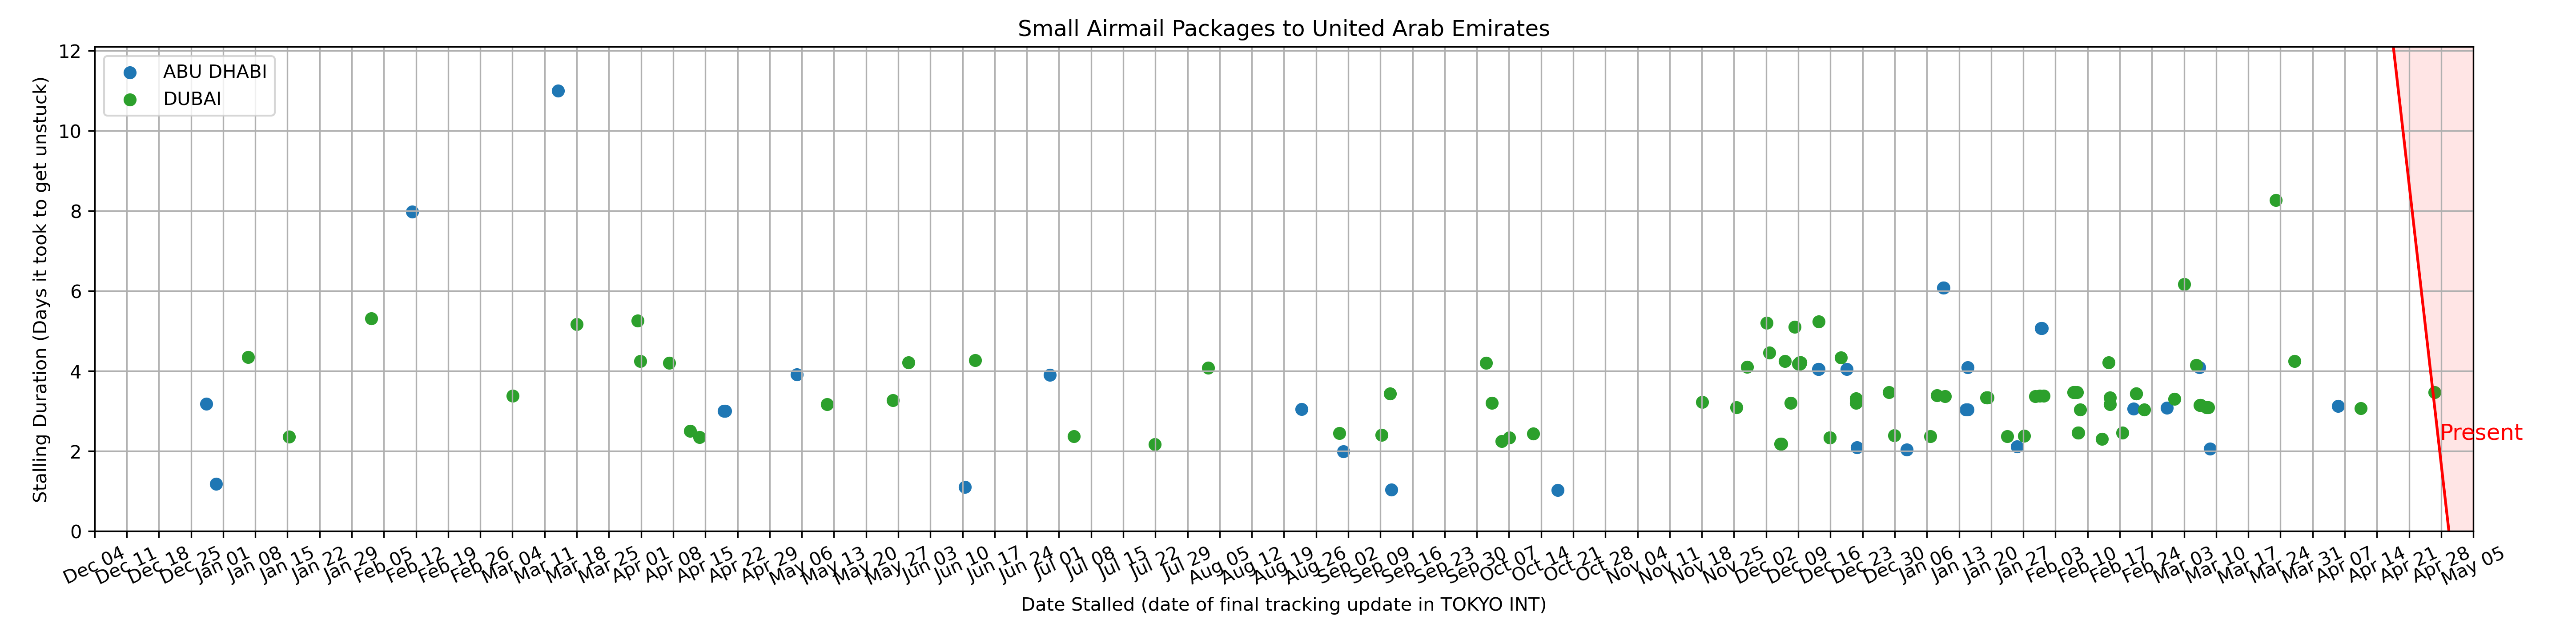 Small Airmail Packages to United Arab Emirates
ABU DHABI
DUBAI
Stalling Duration (Days it took to get unstuck)
12
10
8
6
4
2
0
Present
Dec 04
Dec 11
Dec 18
Dec 25
Jan 01
Jan 08
Jan 15
Jan 22
Jan 29
Feb 05
Feb 12
Feb 19
Feb 26
Mar 04
Mar 11
Mar 18
Mar 25
Apr 01
Apr 08
Apr 15
Apr 22
Apr 29
May 06
May 13
May 20
May 27
Jun 03
Jun 10
Jun 17
Jun 24
Jul 01
Jul 08
Jul 15
Jul 22
Jul 29
Aug 05
Aug 12
Aug 19
Aug 26
Sep 02
Sep 09
Sep 16
Sep 23
Sep 30
Oct 07
Oct 14
Oct 21
Oct 28
Nov 04
Nov 11
Nov 18
Nov 25
Dec 02
Dec 09
Dec 16
Dec 23
Dec 30
Jan 06
Jan 13
Jan 20
Jan 27
Feb 03
Feb 10
Feb 17
Feb 24
Mar 03
Mar 10
Mar 17
Mar 24
Mar 31
Apr 07
Apr 14
Apr 21
Apr 28
May 05
Date Stalled (date of final tracking update in TOKYO INT)